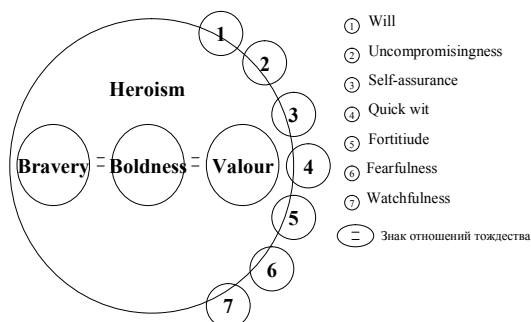 Heroism
Bravery = Boldness = Valour
1
2
3
4
5
6
7
1 Will
2 Uncompromisingness
3 Self-assurance
4 Quick wit
5 Fortitiude
6 Fearfulness
7 Watchfulness
= Знак отношений тождества